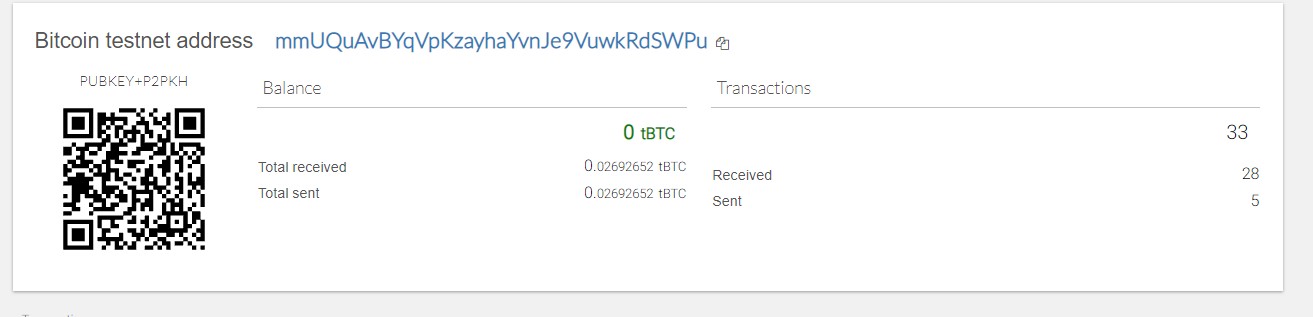 Bitcoin testnet address mmUQuAvBYqVpKzayhaYvnJe9VuwkRdSWPu
PUBKEY+P2PKH
Balance
0 tBTC
Total received 0.02692652 tBTC
Total sent 0.02692652 tBTC
Transactions
33
Received 28
Sent 5